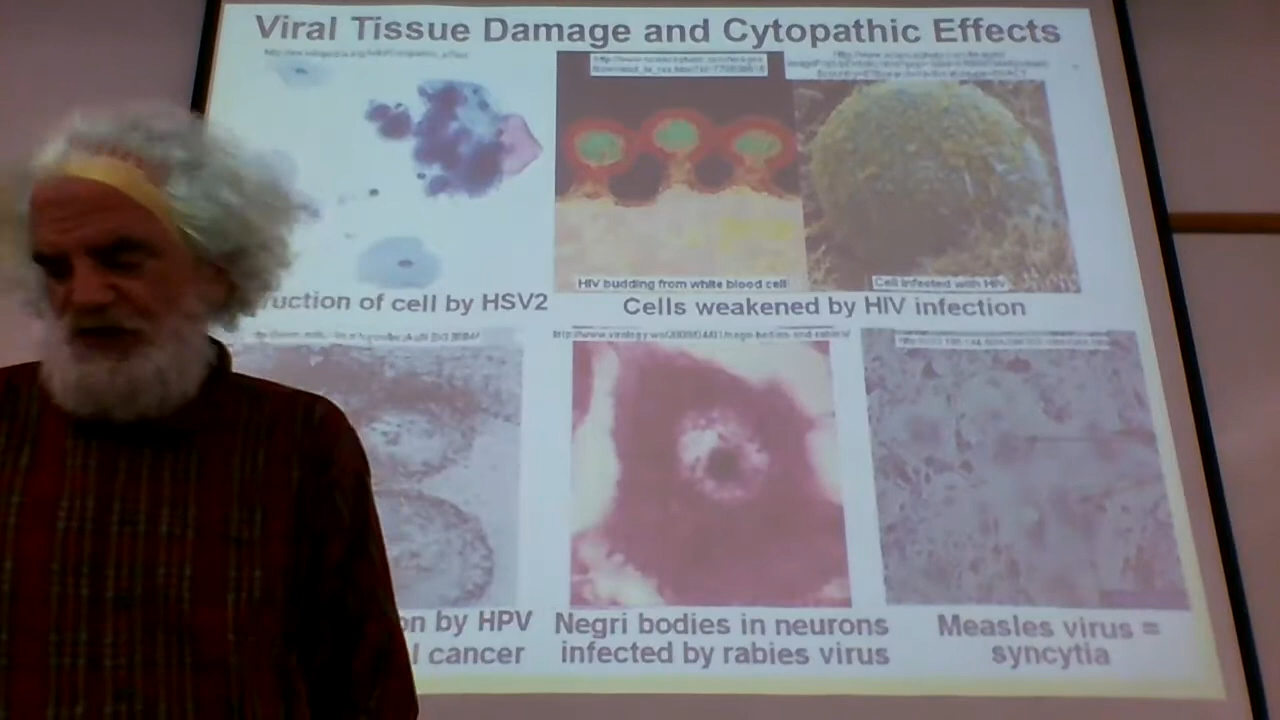 Viral Tissue Damage and Cytopathic Effects
HIV budding from white blood cell
Cell infected with HIV
uction of cell by HSV2
Cells weakened by HIV infection
on by HPV
l cancer
Negri bodies in neurons
infected by rabies virus
Measles virus =
syncytia